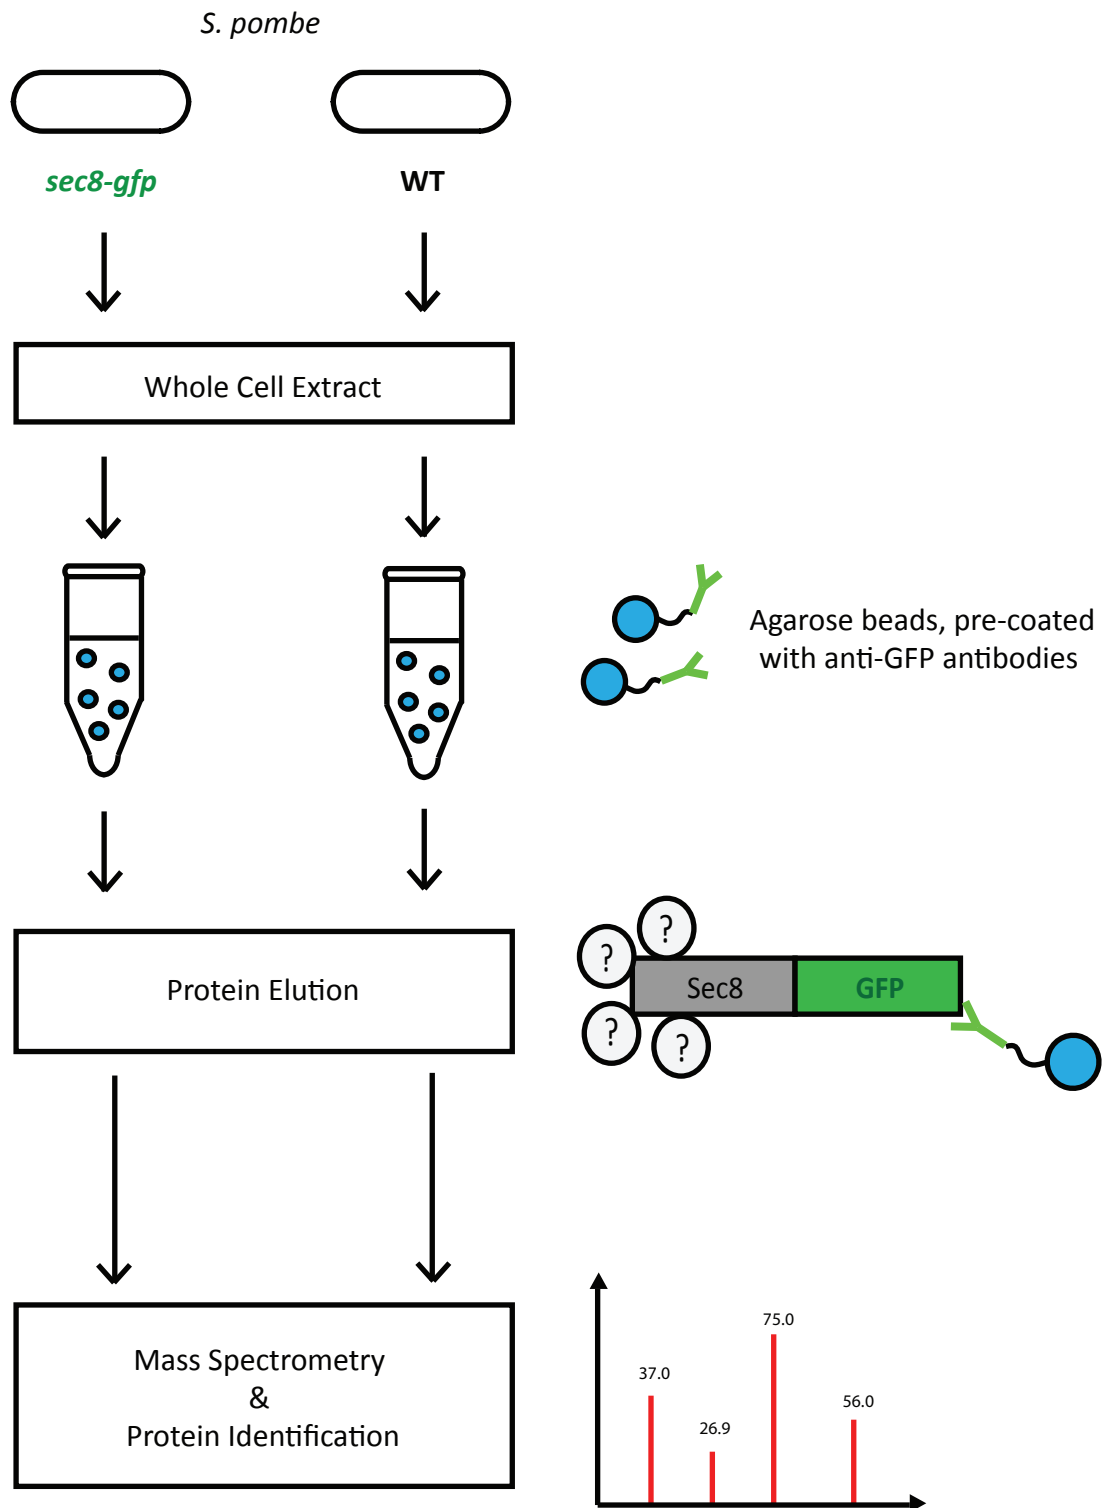 S. pombe
sec8-gfp
WT
Whole Cell Extract
Agarose beads, pre-coated
with anti-GFP antibodies
Protein Elution
?
?
?
?
Sec8
GFP
Mass Spectrometry
&
Protein Identification
37.0
26.9
75.0
56.0